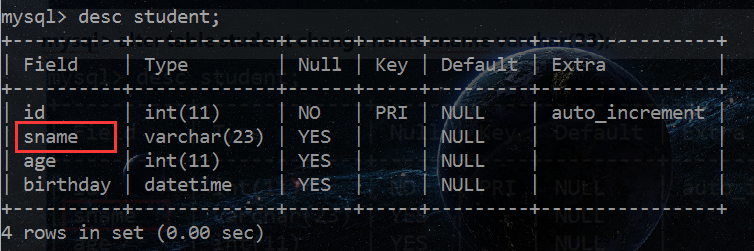 mysql> desc student;
+----------+-------------+------+-----+---------+----------------+
| Field    | Type        | Null | Key | Default | Extra          |
+----------+-------------+------+-----+---------+----------------+
| id       | int(11)     | NO   | PRI | NULL    | auto_increment |
| sname    | varchar(23) | YES  |     | NULL    |                |
| age      | int(11)     | YES  |     | NULL    |                |
| birthday | datetime    | YES  |     | NULL    |                |
+----------+-------------+------+-----+---------+----------------+
4 rows in set (0.00 sec)